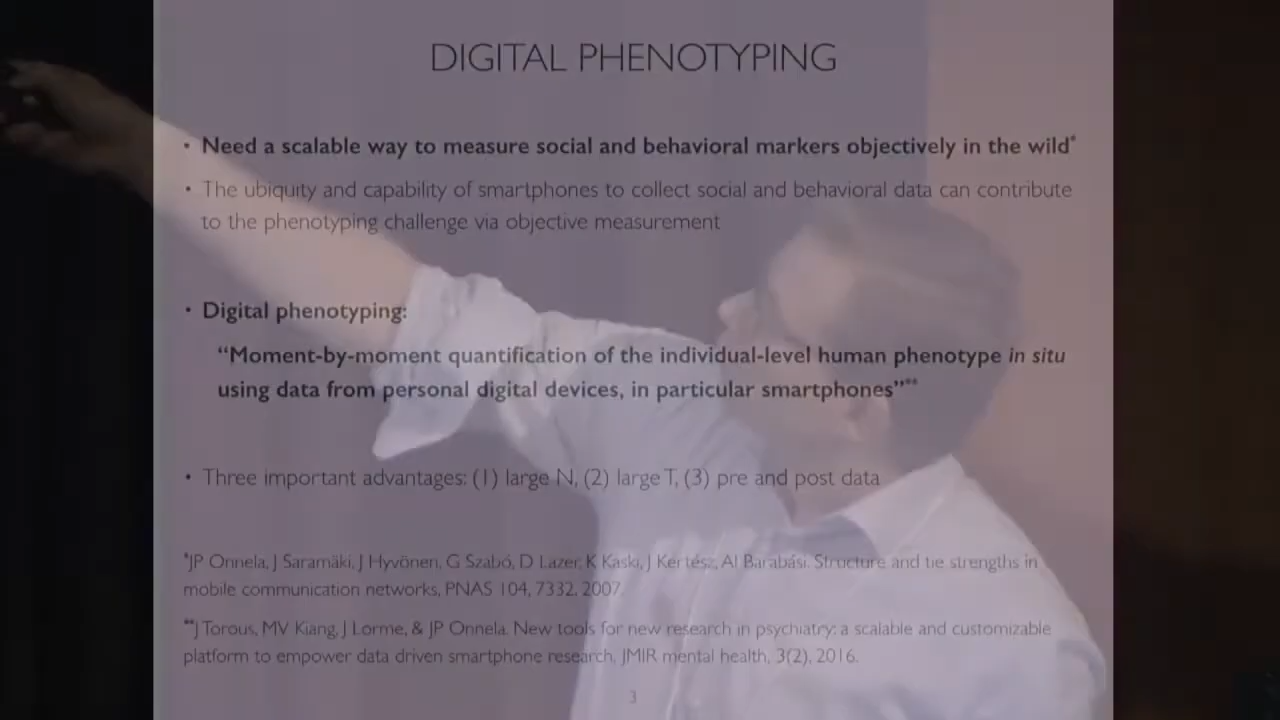 DIGITAL PHENOTYPING
• Need a scalable way to measure social and behavioral markers objectively in the wild*
• The ubiquity and capability of smartphones to collect social and behavioral data can contribute
to the phenotyping challenge via objective measurement
• Digital phenotyping:
“Moment-by-moment quantification of the individual-level human phenotype in situ
using data from personal digital devices, in particular smartphones”**
• Three important advantages: (1) large N, (2) large T, (3) pre and post data
*JP Onnela, J Saramäki, J Hyvönen, G Szabó, D Lazer, K Kaski, J Kertész, AI Barabási. Structure and tie strengths in
mobile communication networks, PNAS 104, 7332, 2007.
**J Torous, MV Kiang, J Lorme, & JP Onnela. New tools for new research in psychiatry: a scalable and customizable
platform to empower data driven smartphone research, JMIR mental health, 3(2), 2016.
3